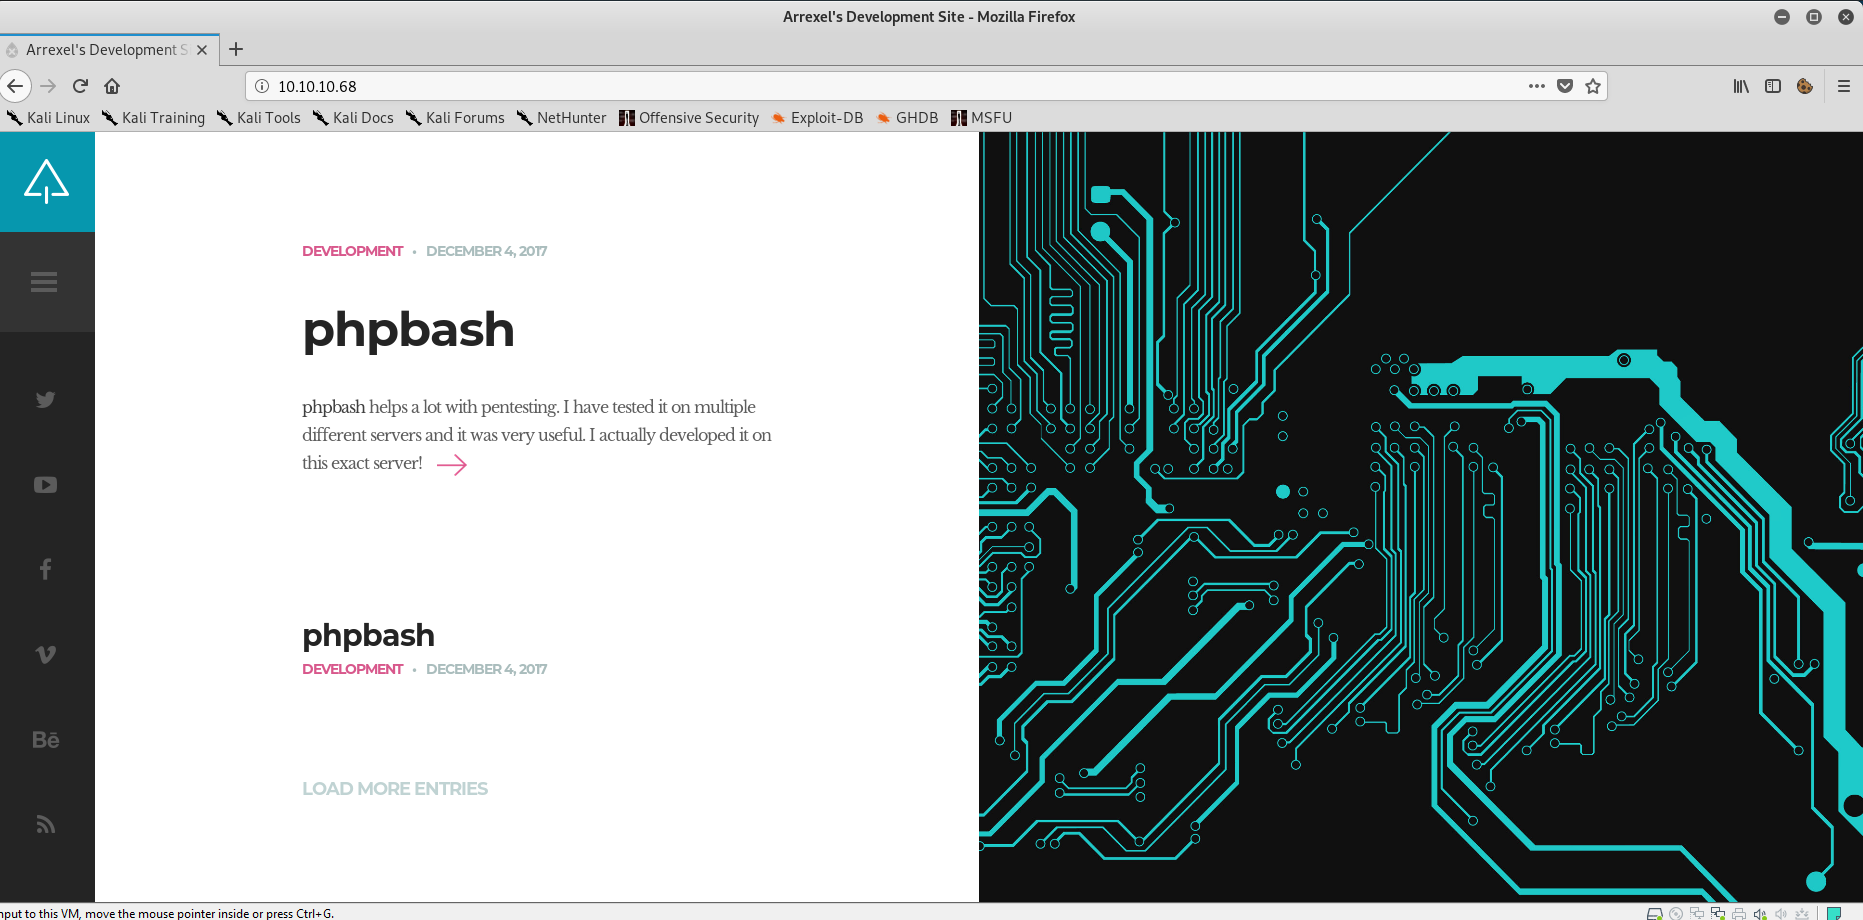 Arrexel's Development Site - Mozilla Firefox
Arrexel's Development S
10.10.10.68
Kali Linux Kali Training Kali Tools Kali Docs Kali Forums NetHunter Offensive Security Exploit-DB GHDB MSFU
DEVELOPMENT • DECEMBER 4, 2017
phpbash
phpbash helps a lot with pentesting. I have tested it on multiple
different servers and it was very useful. I actually developed it on
this exact server!
phpbash
DEVELOPMENT • DECEMBER 4, 2017
Bē
LOAD MORE ENTRIES
nput to this VM, move the mouse pointer inside or press Ctrl+G.